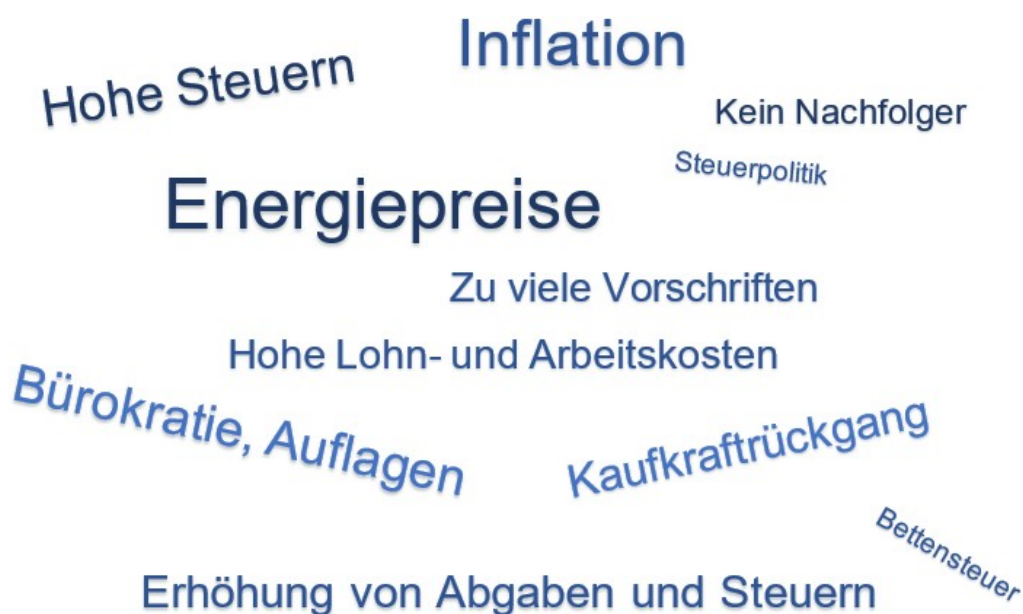 Inflation
Hohe Steuern
Kein Nachfolger
Steuerpolitik
Energiepreise
Zu viele Vorschriften
Hohe Lohn- und Arbeitskosten
Bürokratie, Auflagen
Kaufkraftrückgang
Bettensteuer
Erhöhung von Abgaben und Steuern